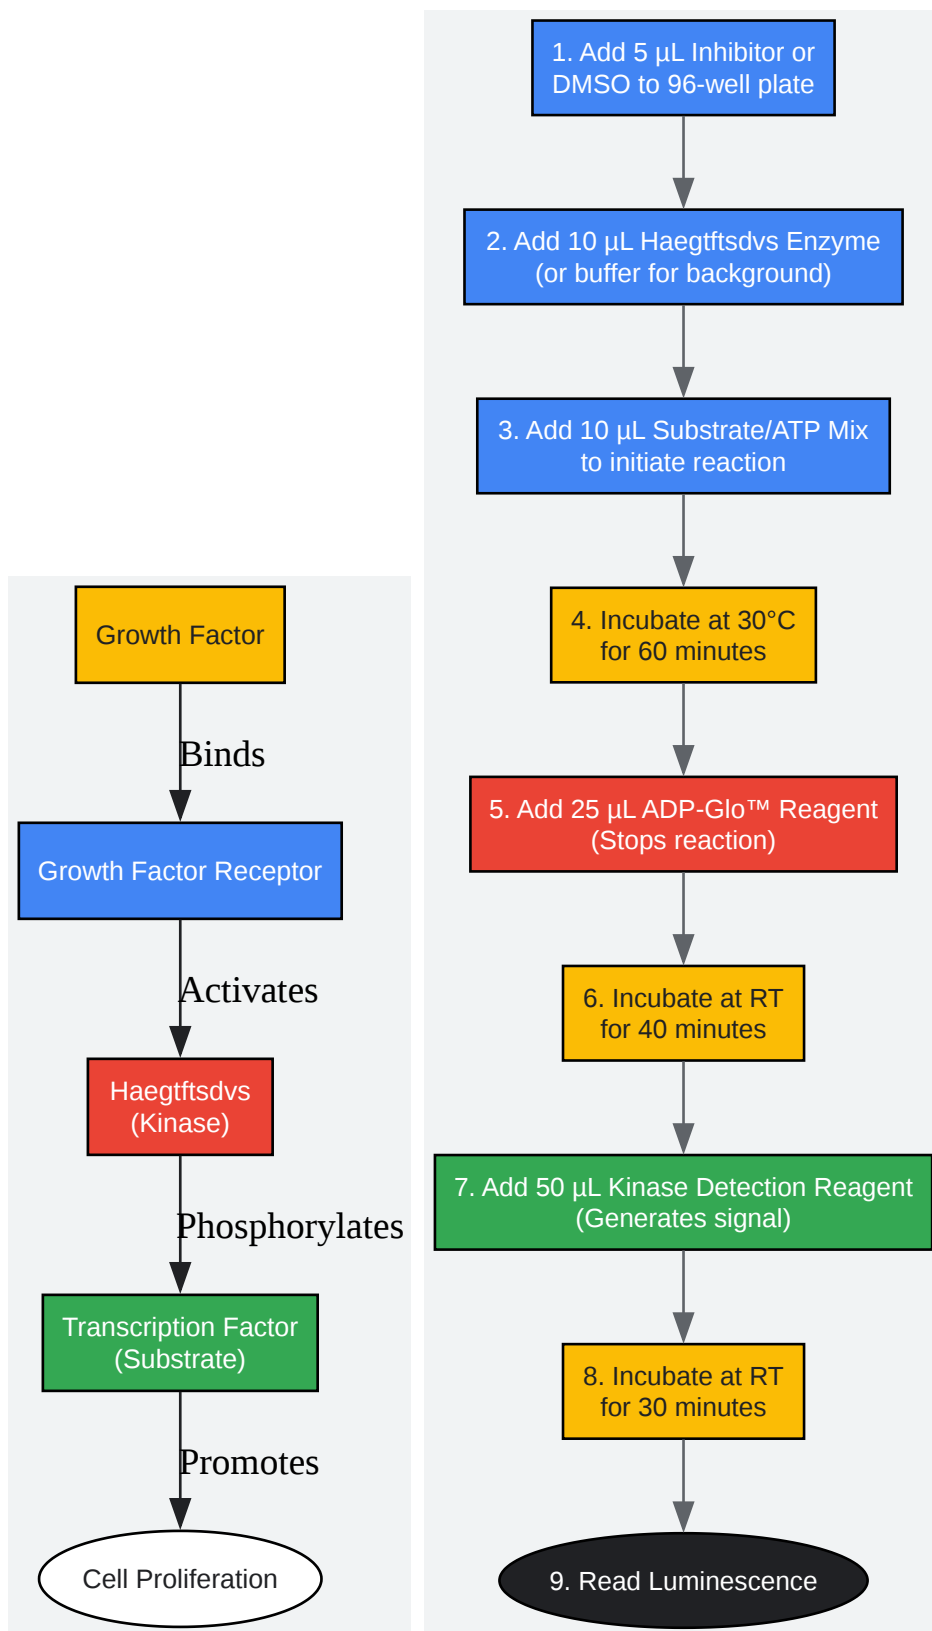 Growth Factor
Binds
Growth Factor Receptor
Activates
Haegtftsdvs
(Kinase)
Phosphorylates
Transcription Factor
(Substrate)
Promotes
Cell Proliferation
1. Add 5 µL Inhibitor or
DMSO to 96-well plate
2. Add 10 µL Haegtftsdvs Enzyme
(or buffer for background)
3. Add 10 µL Substrate/ATP Mix
to initiate reaction
4. Incubate at 30°C
for 60 minutes
5. Add 25 µL ADP-Glo™ Reagent
(Stops reaction)
6. Incubate at RT
for 40 minutes
7. Add 50 µL Kinase Detection Reagent
(Generates signal)
8. Incubate at RT
for 30 minutes
9. Read Luminescence